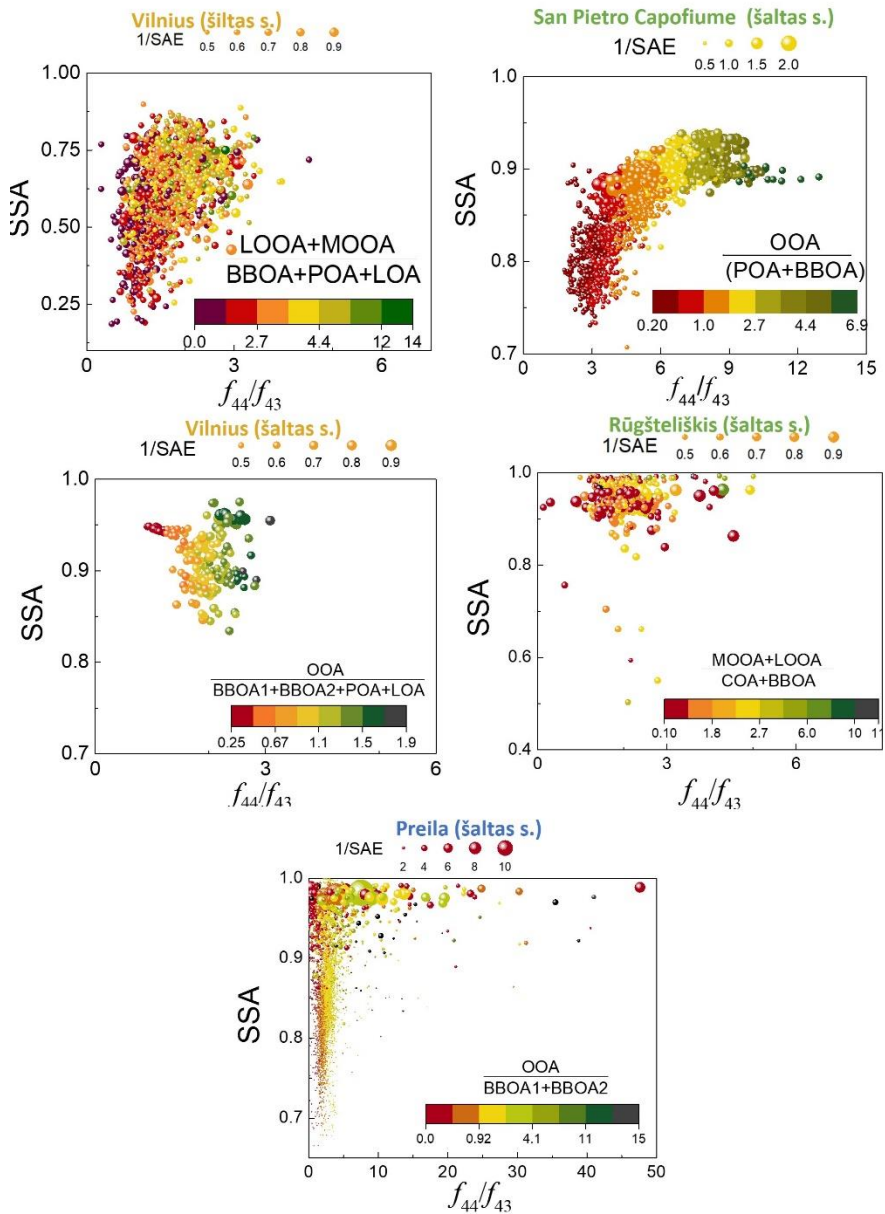 Vilnius (šiltas s.)
1/SAE
0.5 0.6 0.7 0.8 0.9
1.00
0.75
0.50
0.25
SSA
LOOA+MOOA
BBOA+POA+LOA
0.0 2.7 4.4 12 14
0 3 6
f44/f43
San Pietro Capofiume (šaltas s.)
1/SAE
0.5 1.0 1.5 2.0
1.0
0.9
0.8
0.7
SSA
OOA
(POA+BBOA)
0.20 1.0 2.7 4.4 6.9
0 3 6 9 12 15
f44/f43
Vilnius (šaltas s.)
1/SAE
0.5 0.6 0.7 0.8 0.9
1.0
0.9
0.8
0.7
SSA
OOA
BBOA1+BBOA2+POA+LOA
0.25 0.67 1.1 1.5 1.9
0 3 6
f44/f43
Rūgšteliškis (šaltas s.)
1/SAE
0.5 0.6 0.7 0.8 0.9
1.0
0.8
0.6
0.4
SSA
MOOA+LOOA
COA+BBOA
0.10 1.8 2.7 6.0 10 11
0 3 6
f44/f43
Preila (šaltas s.)
1/SAE
2 4 6 8 10
1.0
0.9
0.8
0.7
SSA
OOA
BBOA1+BBOA2
0.0 0.92 4.1 11 15
0 10 20 30 40 50
f44/f43